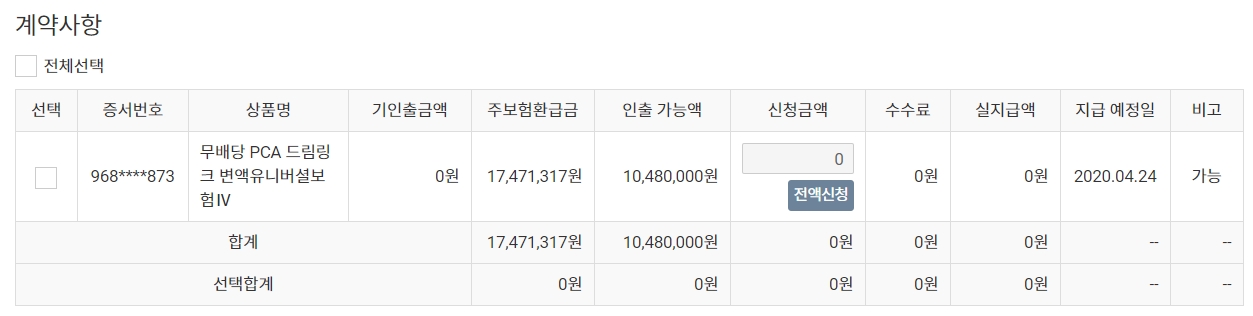 계약사항
전체선택
선택 증서번호 상품명 기인출금액 주보험환급금 인출 가능액 신청금액 수수료 실지급액 지급 예정일 비고
968****873 무배당 PCA 드림링크 변액유니버셜보험Ⅳ 0원 17,471,317원 10,480,000원 0 전액신청 0원 0원 2020.04.24 가능
합계 17,471,317원 10,480,000원 0원 0원 0원 -- --
선택합계 0원 0원 0원 0원 0원 -- --